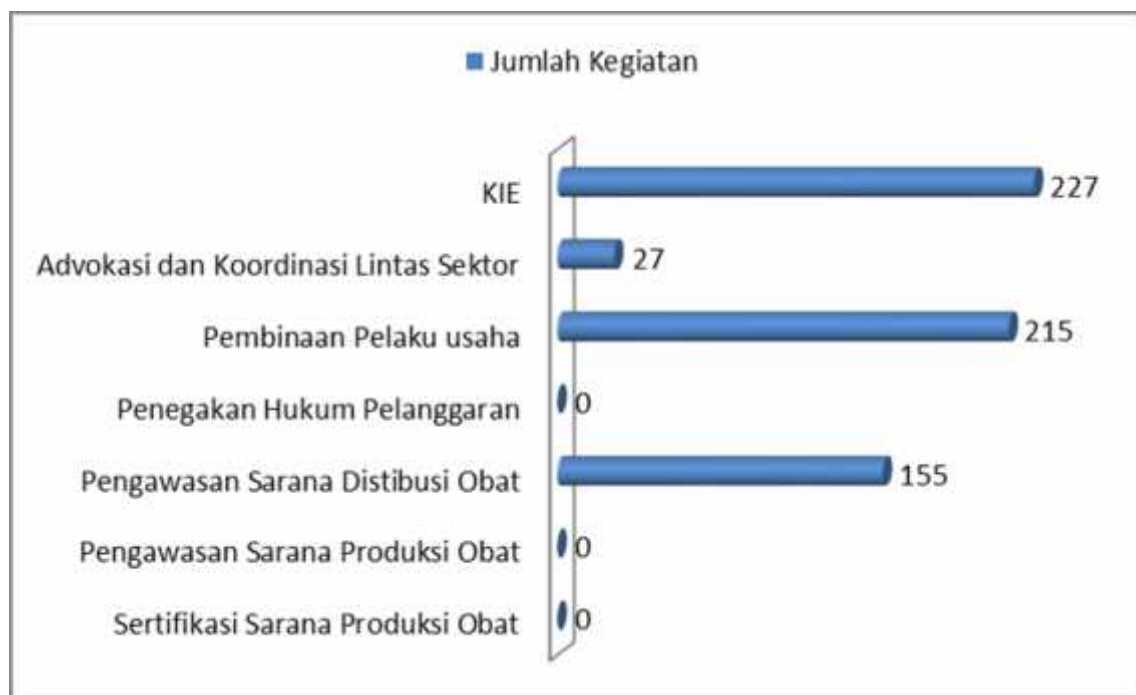 Jumlah Kegiatan
KIE 227
Advokasi dan Koordinasi Lintas Sektor 27
Pembinaan Pelaku usaha 215
Penegakan Hukum Pelanggaran 0
Pengawasan Sarana Distibusi Obat 155
Pengawasan Sarana Produksi Obat 0
Sertifikasi Sarana Produksi Obat 0